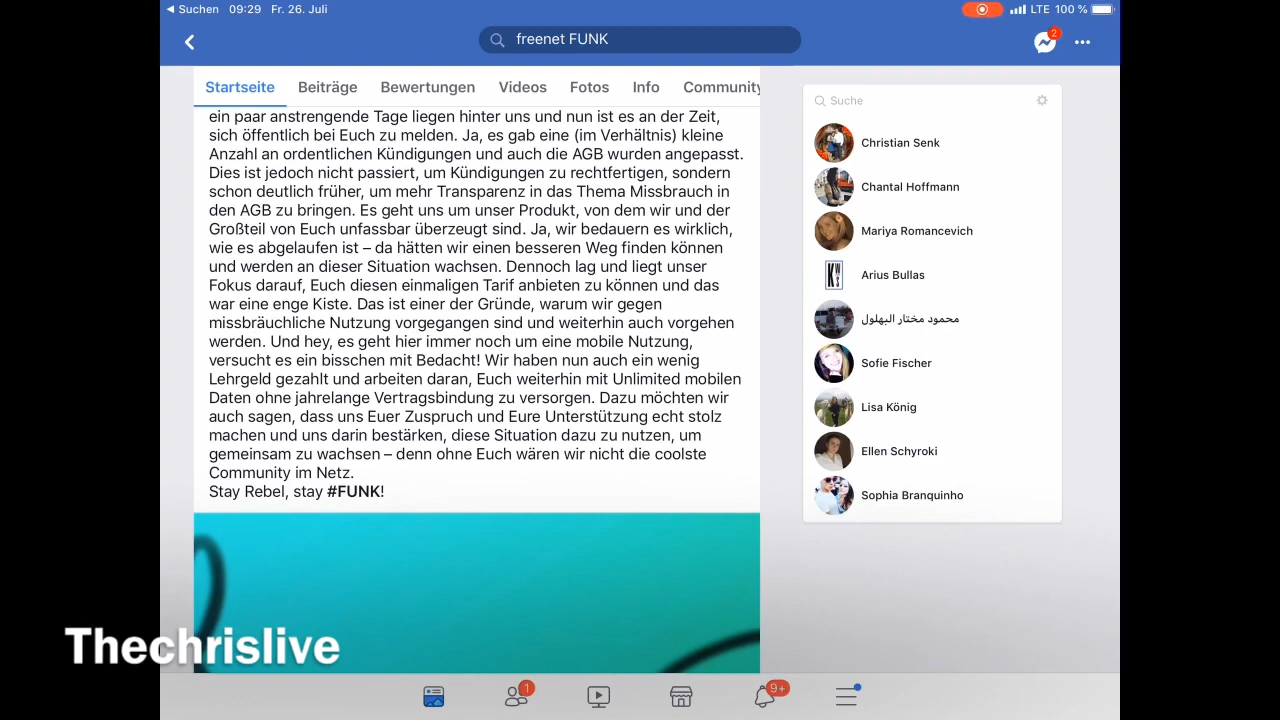 Suchen 09:29 Fr. 26. Juli LTE 100 %
freenet FUNK
2
Startseite Beiträge Bewertungen Videos Fotos Info Community
ein paar anstrengende Tage liegen hinter uns und nun ist es an der Zeit,
sich öffentlich bei Euch zu melden. Ja, es gab eine (im Verhältnis) kleine
Anzahl an ordentlichen Kündigungen und auch die AGB wurden angepasst.
Dies ist jedoch nicht passiert, um Kündigungen zu rechtfertigen, sondern
schon deutlich früher, um mehr Transparenz in das Thema Missbrauch in
den AGB zu bringen. Es geht uns um unser Produkt, von dem wir und der
Großteil von Euch unfassbar überzeugt sind. Ja, wir bedauern es wirklich,
wie es abgelaufen ist – da hätten wir einen besseren Weg finden können
und werden an dieser Situation wachsen. Dennoch lag und liegt unser
Fokus darauf, Euch diesen einmaligen Tarif anbieten zu können und das
war eine enge Kiste. Das ist einer der Gründe, warum wir gegen
missbräuchliche Nutzung vorgegangen sind und weiterhin auch vorgehen
werden. Und hey, es geht hier immer noch um eine mobile Nutzung,
versucht es ein bisschen mit Bedacht! Wir haben nun auch ein wenig
Lehrgeld gezahlt und arbeiten daran, Euch weiterhin mit Unlimited mobilen
Daten ohne jahrelange Vertragsbindung zu versorgen. Dazu möchten wir
auch sagen, dass uns Euer Zuspruch und Eure Unterstützung echt stolz
machen und uns darin bestärken, diese Situation dazu zu nutzen, um
gemeinsam zu wachsen – denn ohne Euch wären wir nicht die coolste
Community im Netz.
Stay Rebel, stay #FUNK!
Suche
Christian Senk
Chantal Hoffmann
Mariya Romancevich
KWS
Arius Bullas
محمود مختار البهلول
Sofie Fischer
Lisa König
Ellen Schyroki
Sophia Branquinho
Thechrislive
1 9+